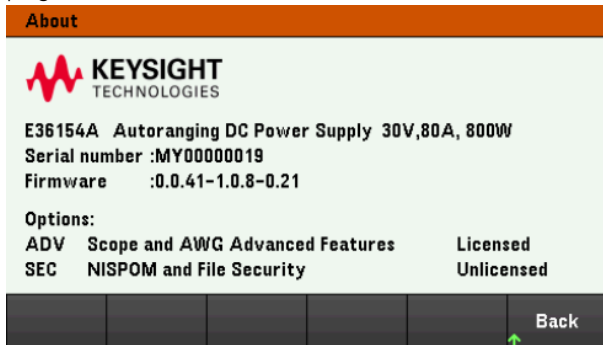 About
KEYSIGHT
TECHNOLOGIES
E36154A Autoranging DC Power Supply 30V,80A, 800W
Serial number :MY00000019
Firmware :0.0.41-1.0.8-0.21
Options:
ADV Scope and AWG Advanced Features Licensed
SEC NISPOM and File Security Unlicensed
Back